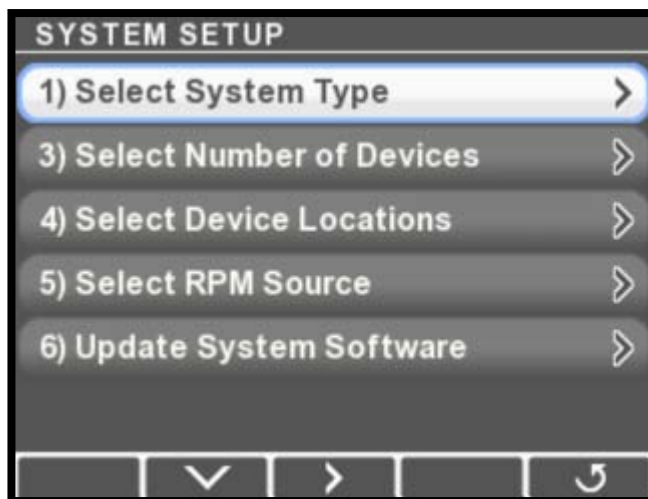 SYSTEM SETUP
1) Select System Type
3) Select Number of Devices
4) Select Device Locations
5) Select RPM Source
6) Update System Software